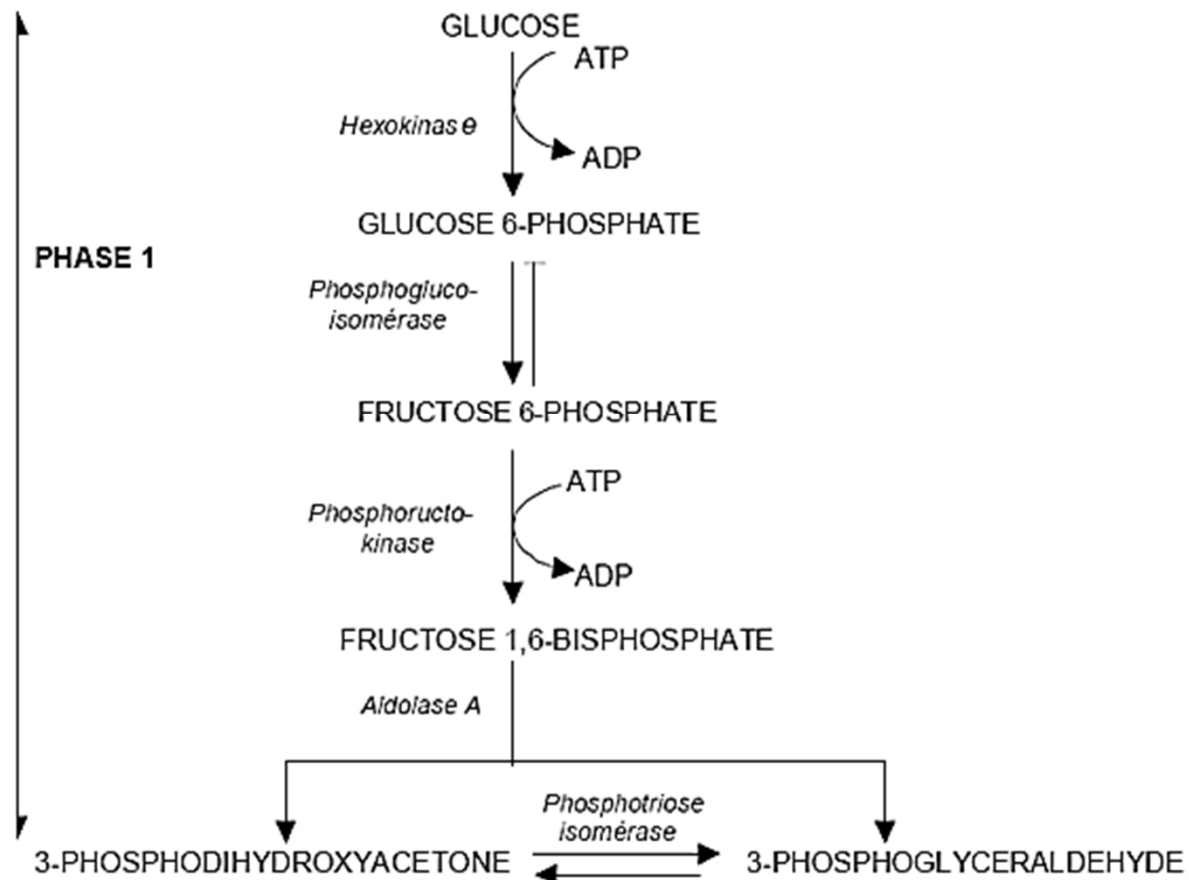 GLUCOSE
ATP
Hexokinase
ADP
GLUCOSE 6-PHOSPHATE
PHASE 1
Phosphogluco-
isomérase
FRUCTOSE 6-PHOSPHATE
ATP
Phosphoructo-
kinase
ADP
FRUCTOSE 1,6-BISPHOSPHATE
Aldolase A
Phosphotriose
isomérase
3-PHOSPHODIHYDROXYACETONE
3-PHOSPHOGLYCERALDEHYDE